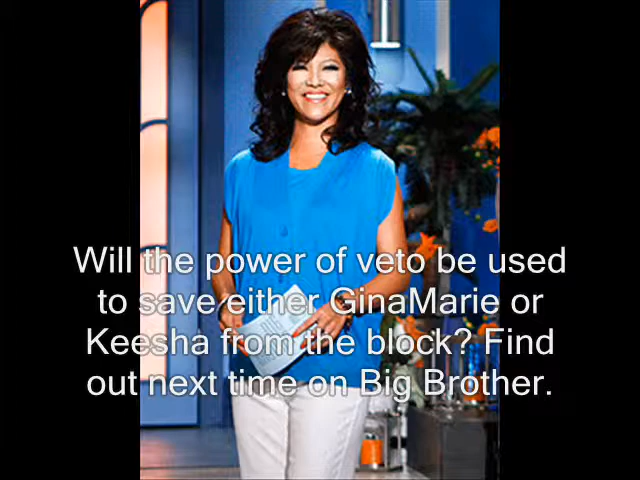 Will the power of veto be used
to save either GinaMarie or
Keesha from the block? Find
out next time on Big Brother.